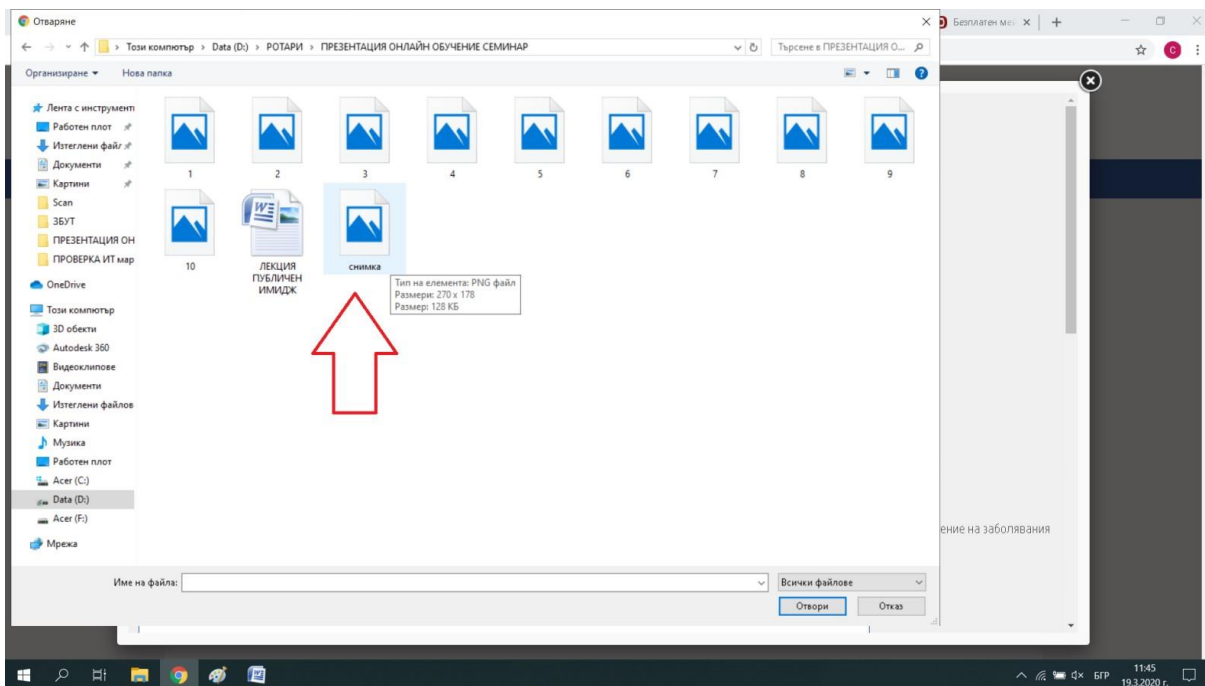 Отваряне
Безплатен мей
Този компютър › Data (D:) › РОТАРИ › ПРЕЗЕНТАЦИЯ ОНЛАЙН ОБУЧЕНИЕ СЕМИНАР
Търсене в ПРЕЗЕНТАЦИЯ О...
C
Организиране
Нова папка
Лента с инструменти
Работен плот
Изтеглени файл
Документи
Картини
Scan
ЗБУТ
ПРЕЗЕНТАЦИЯ ОН
ПРОВЕРКА ИТ мар
OneDrive
Този компютър
3D обекти
Autodesk 360
Видеоклипове
Документи
Изтеглени файлов
Картини
Музика
Работен плот
Acer (C:)
Data (D:)
Acer (F:)
Мрежа
1 2 3 4 5 6 7 8 9
10
ЛЕКЦИЯ
ПУБЛИЧЕН
ИМИДЖ
снимка
Тип на елемента: PNG файл
Размери: 270 x 178
Размер: 128 КБ
ение на заболявания
Име на файла:
Всички файлове
Отвори
Отказ
БГР
11:45
19.3.2020 г.